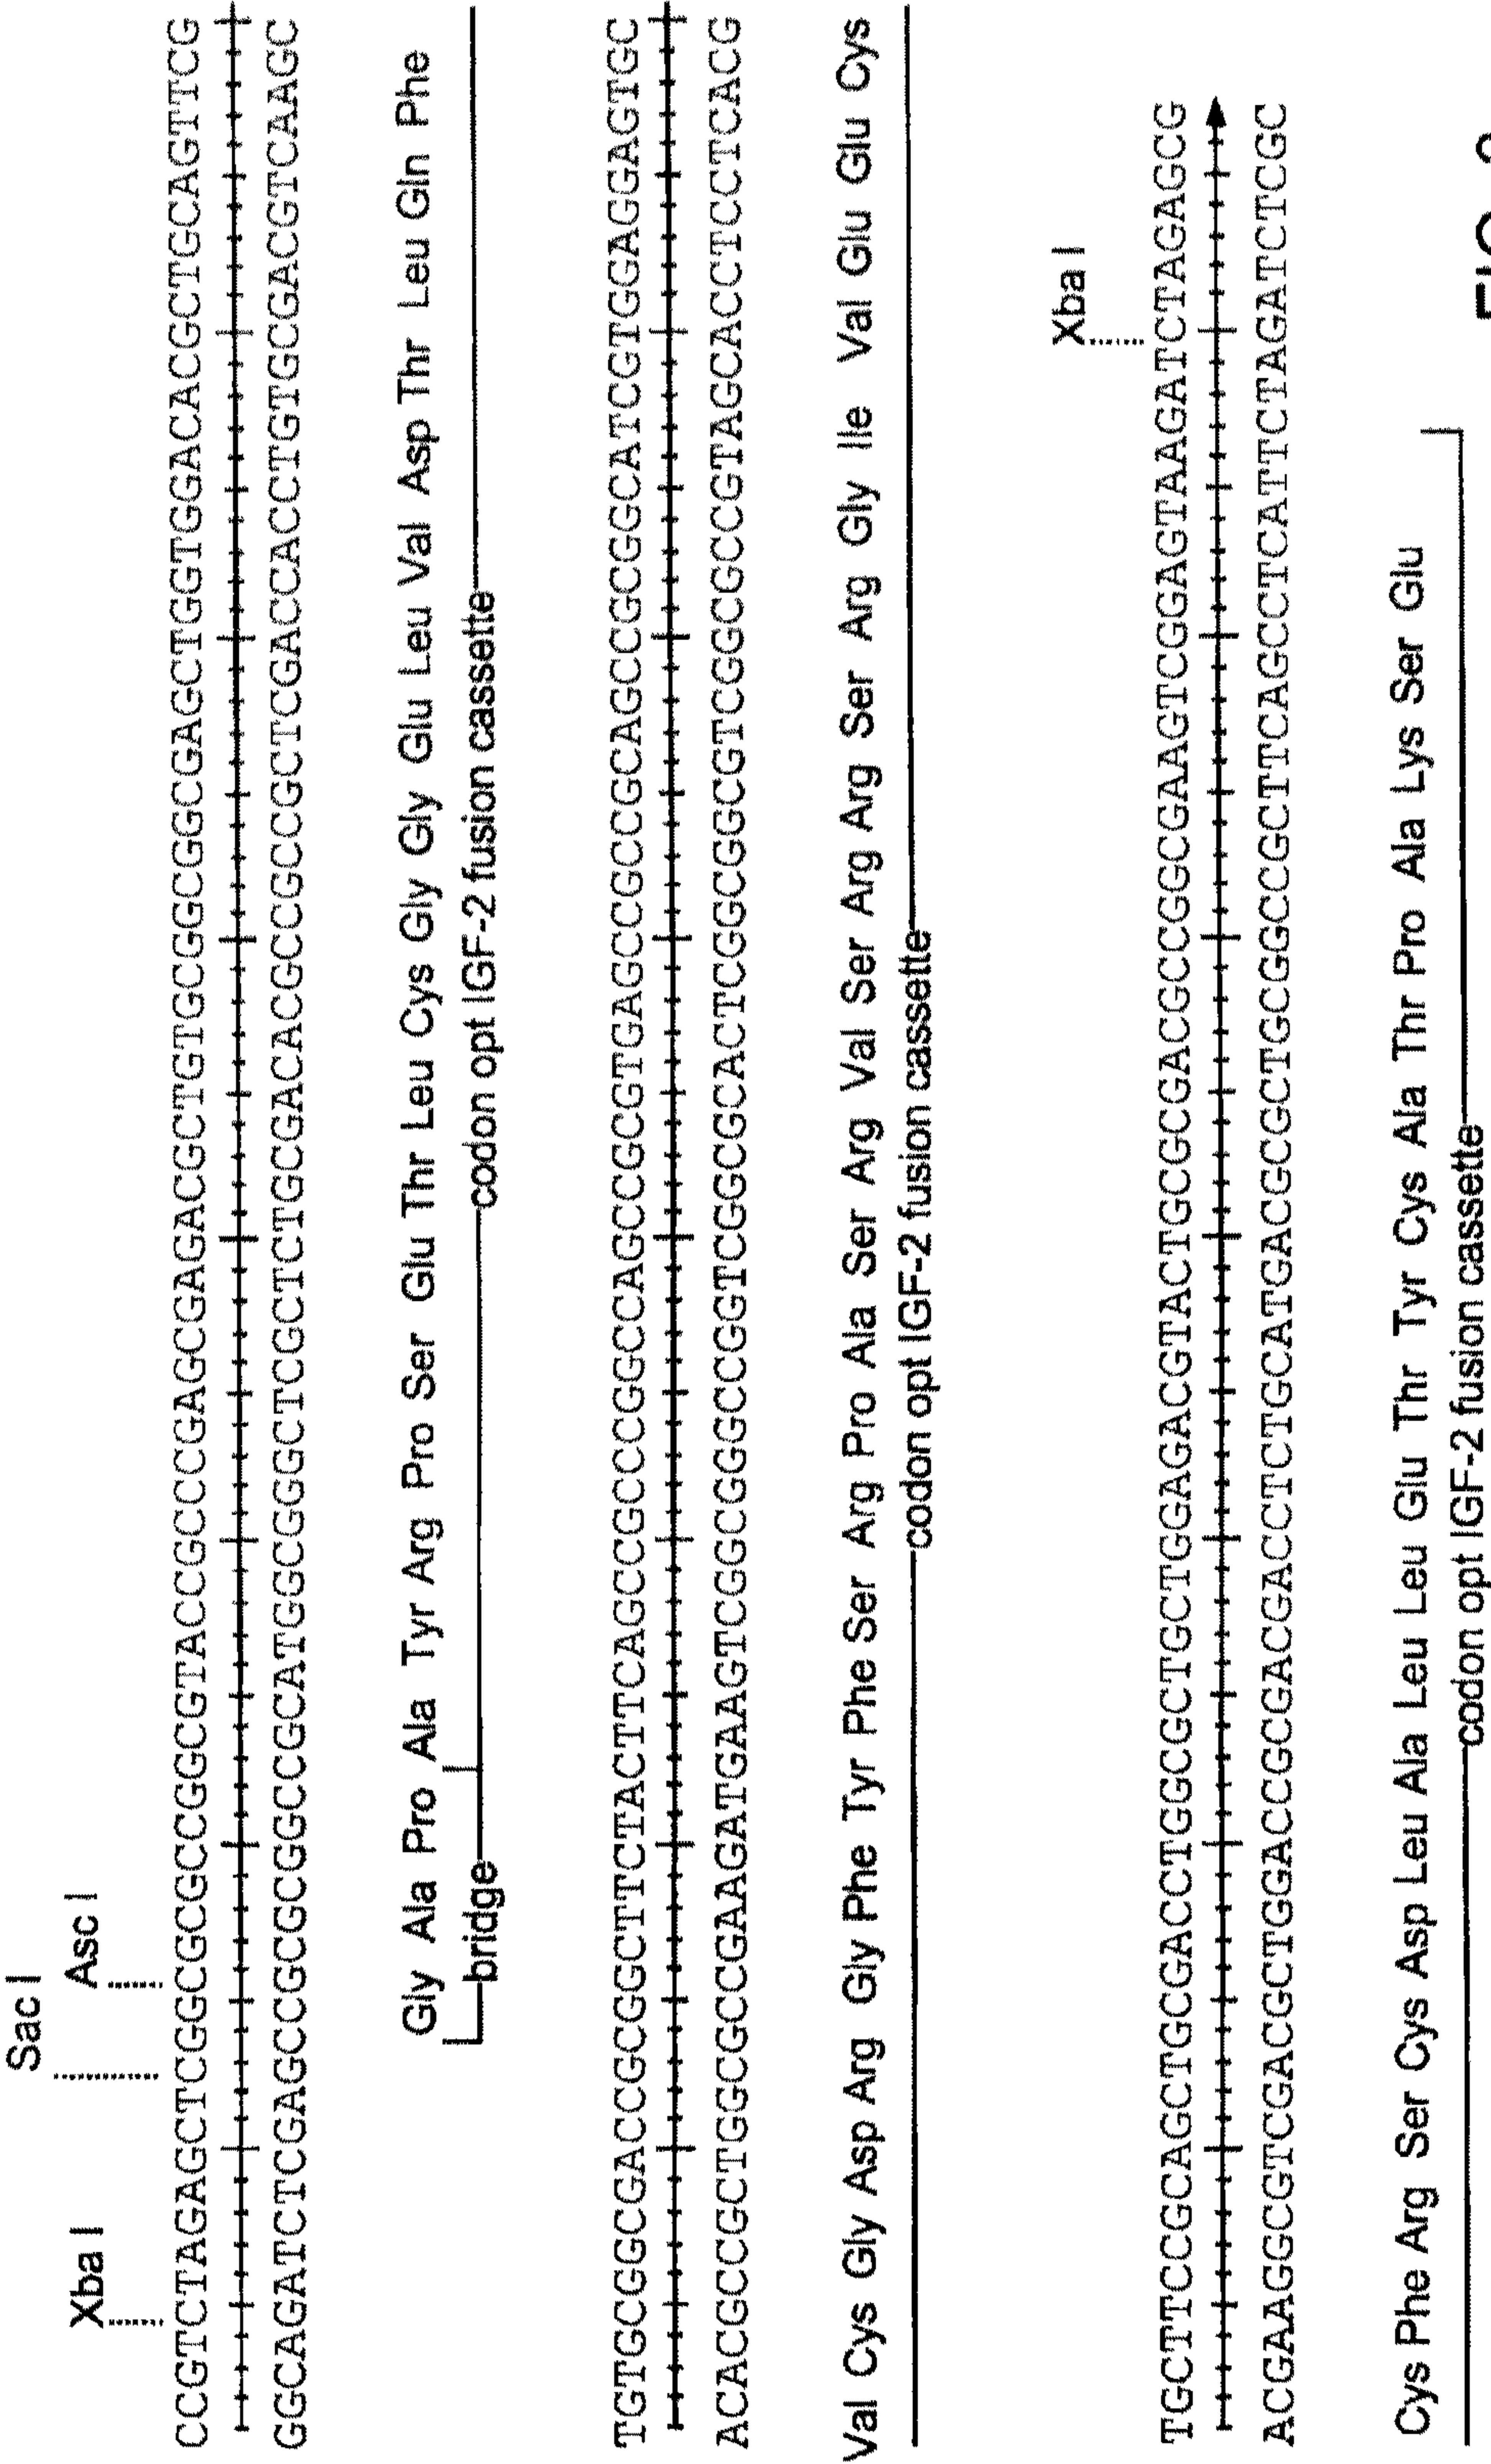 Sac I
Xba I Asc I
CCGTCTAGAGCTCGGCGCGCCGGCGTACCGCCCGAGCGAGACGCTGTGCGGCGGCGAGCTGGTGGACACGCTGCAGTTCG
GGCAGATCTCGAGCCGCGCGGCCGCATGGCGGGCTCGCTCTGCGACACGCCGCCGCTCGACCACCTGTGCGACGTCAAGC
Gly Ala Pro Ala Tyr Arg Pro Ser Glu Thr Leu Cys Gly Gly Glu Leu Val Asp Thr Leu Gln Phe
bridge codon opt IGF-2 fusion cassette
TGTGCGGCGACCGCGGCTTCTACTTCAGCCGCCCGGCCAGCCGCGTGAGCCGCCGCAGCCGCGGCATCGTGGAGGAGTGC
ACACGCCGCTGGCGCCGAAGATGAAGTCGGCGGGCCGGTCGGCGCACTCGGCGGCGTCGGCGCCGTAGCACCTCCTCACG
Val Cys Gly Asp Arg Gly Phe Tyr Phe Ser Arg Pro Ala Ser Arg Val Ser Arg Arg Ser Arg Gly Ile Val Glu Glu Cys
codon opt IGF-2 fusion cassette
Xba I
TGCTTCCGCAGCTGCGACCTGGCGCTGCTGGAGACGTACTGCGCGACGCCGGCGAAGTCGGAGTAAGATCTAGAGCG
ACGAAGGCGTCGACGCTGGACCGCGACGACCTCTGCATGACGCGCTGCGGCCGCTTCAGCCTCATTCTAGATCTCGC
Cys Phe Arg Ser Cys Asp Leu Ala Leu Leu Glu Thr Tyr Cys Ala Thr Pro Ala Lys Ser Glu
codon opt IGF-2 fusion cassette